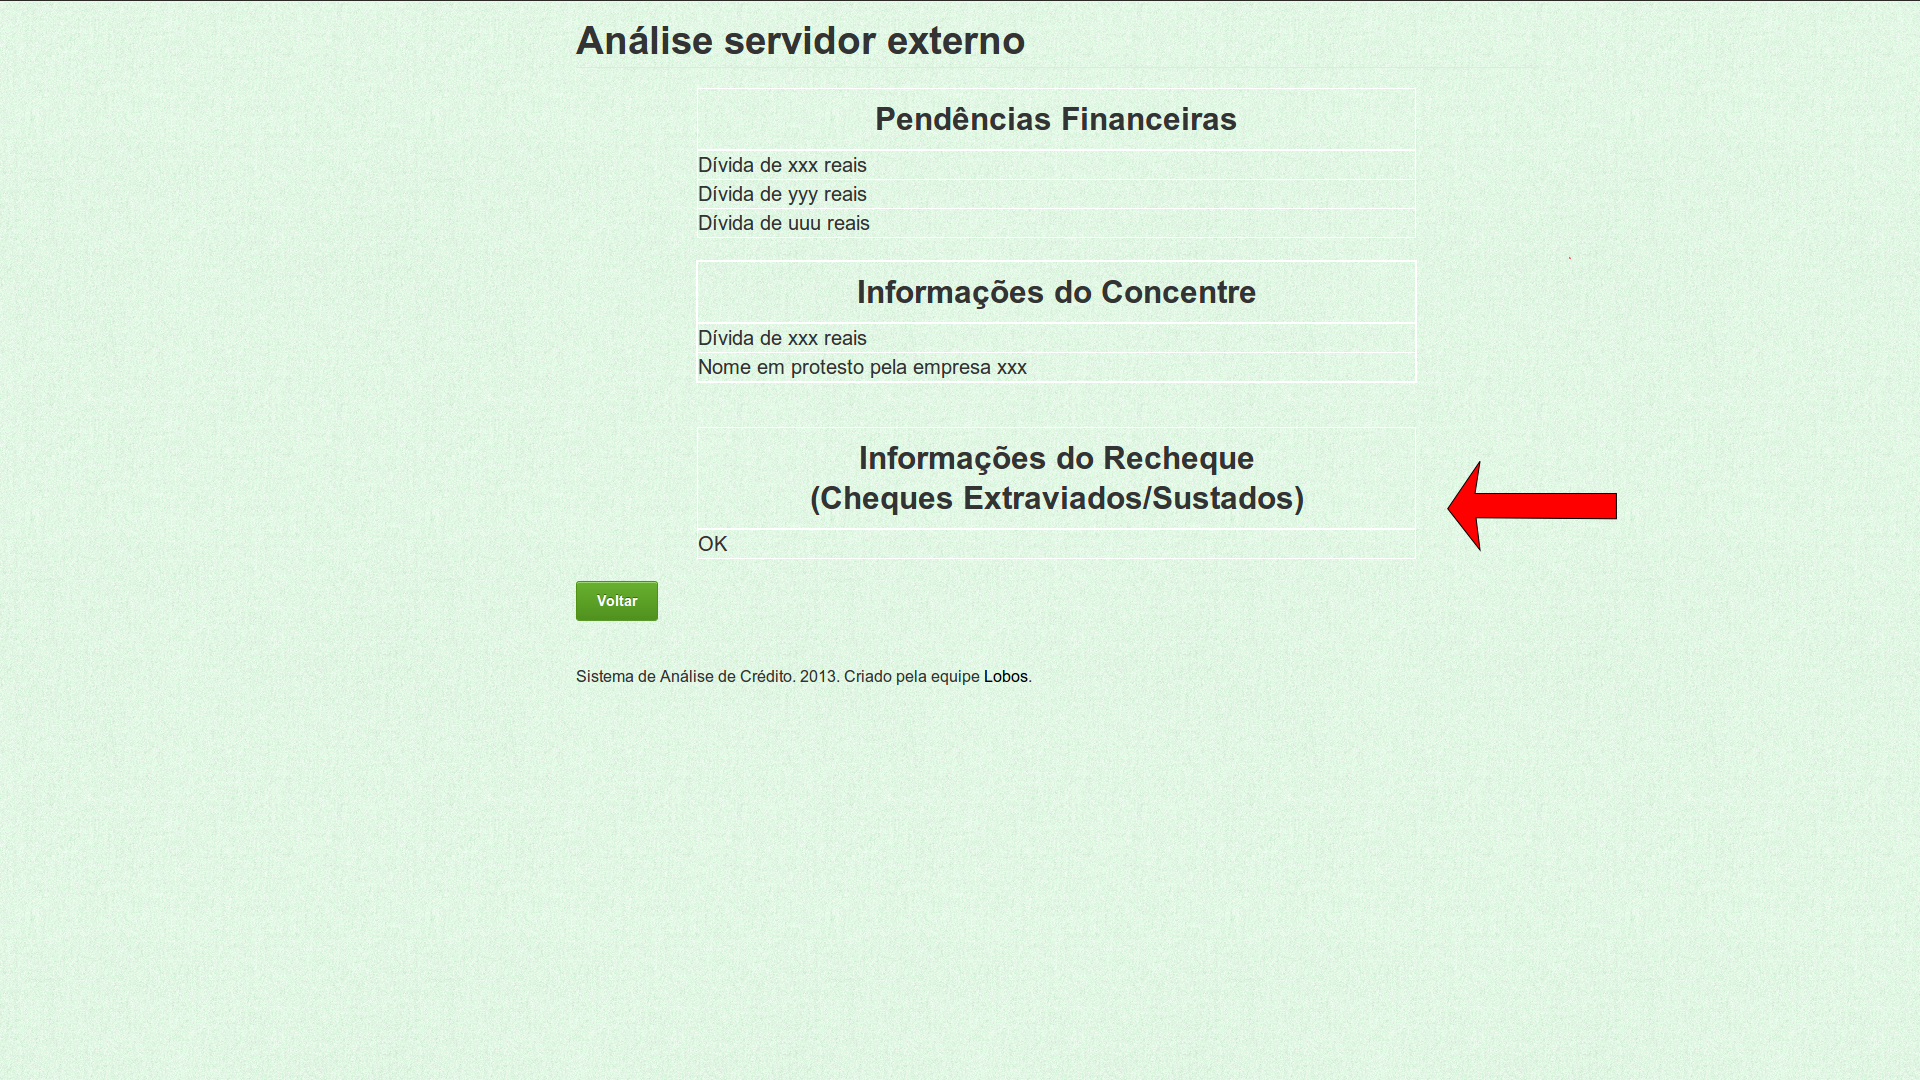 Análise servidor externo
Pendências Financeiras
Dívida de xxx reais
Dívida de yyy reais
Dívida de uuu reais
Informações do Concentre
Dívida de xxx reais
Nome em protesto pela empresa xxx
Informações do Recheque
(Cheques Extraviados/Sustados)
OK
Voltar
Sistema de Análise de Crédito. 2013. Criado pela equipe Lobos.